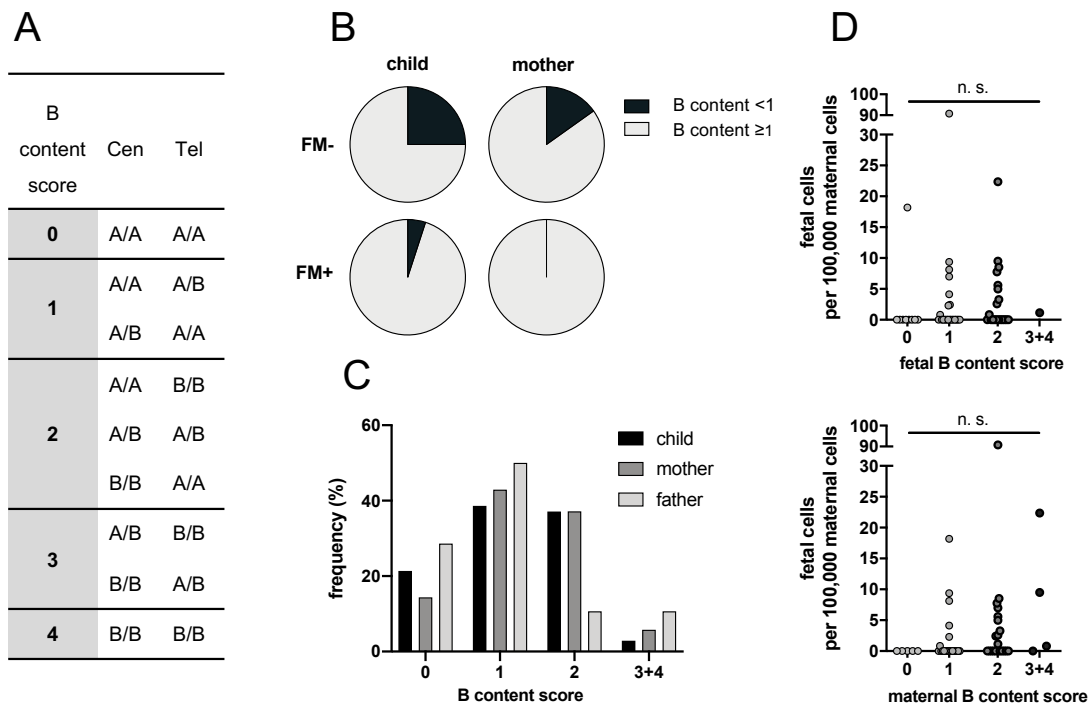 A
B content score Cen Tel
0 A/A A/A
1 A/A A/B
A/B A/A
2 A/A B/B
A/B A/B
B/B A/A
3 A/B B/B
B/B A/B
4 B/B B/B
B
child mother
FM-
FM+
B content <1
B content ≥1
C
frequency (%)
60
40
20
0
0 1 2 3+4
B content score
child
mother
father
D
n. s.
fetal cells
per 100,000 maternal cells
100
90
30
20
10
5
0
0 1 2 3+4
fetal B content score
n. s.
fetal cells
per 100,000 maternal cells
100
90
30
25
20
15
10
5
0
0 1 2 3+4
maternal B content score